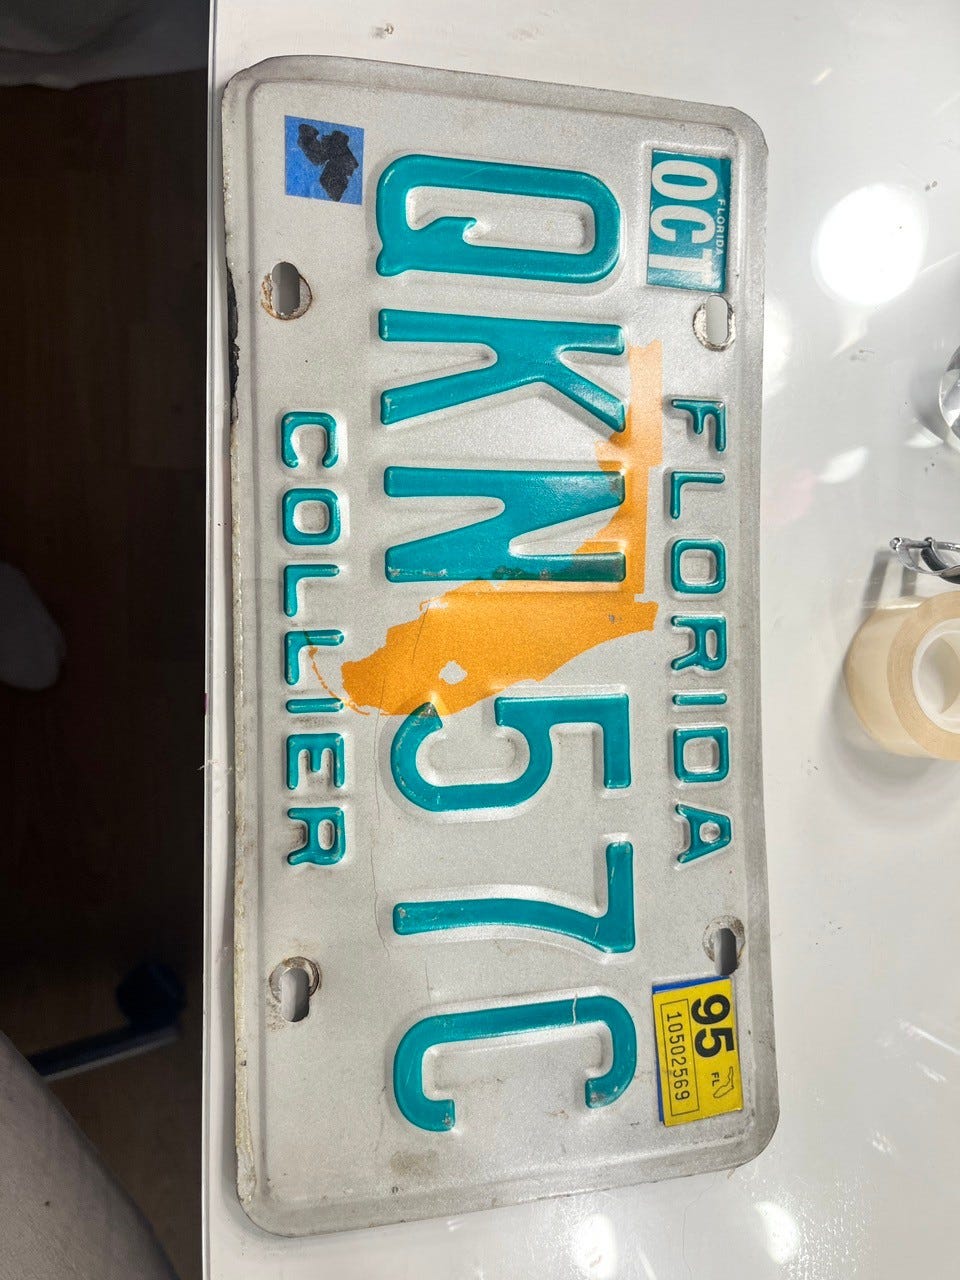 OCT
FLORIDA
FLORIDA
95
FL
10502569
QKN 57C
COLLIER